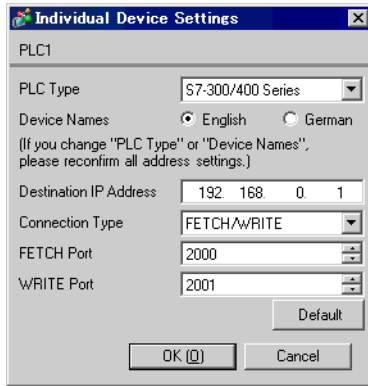 Individual Device Settings
PLC1
PLC Type S7-300/400 Series
Device Names English German
(If you change "PLC Type" or "Device Names",
please reconfirm all address settings.)
Destination IP Address 192. 168. 0. 1
Connection Type FETCH/WRITE
FETCH Port 2000
WRITE Port 2001
Default
OK (O) Cancel